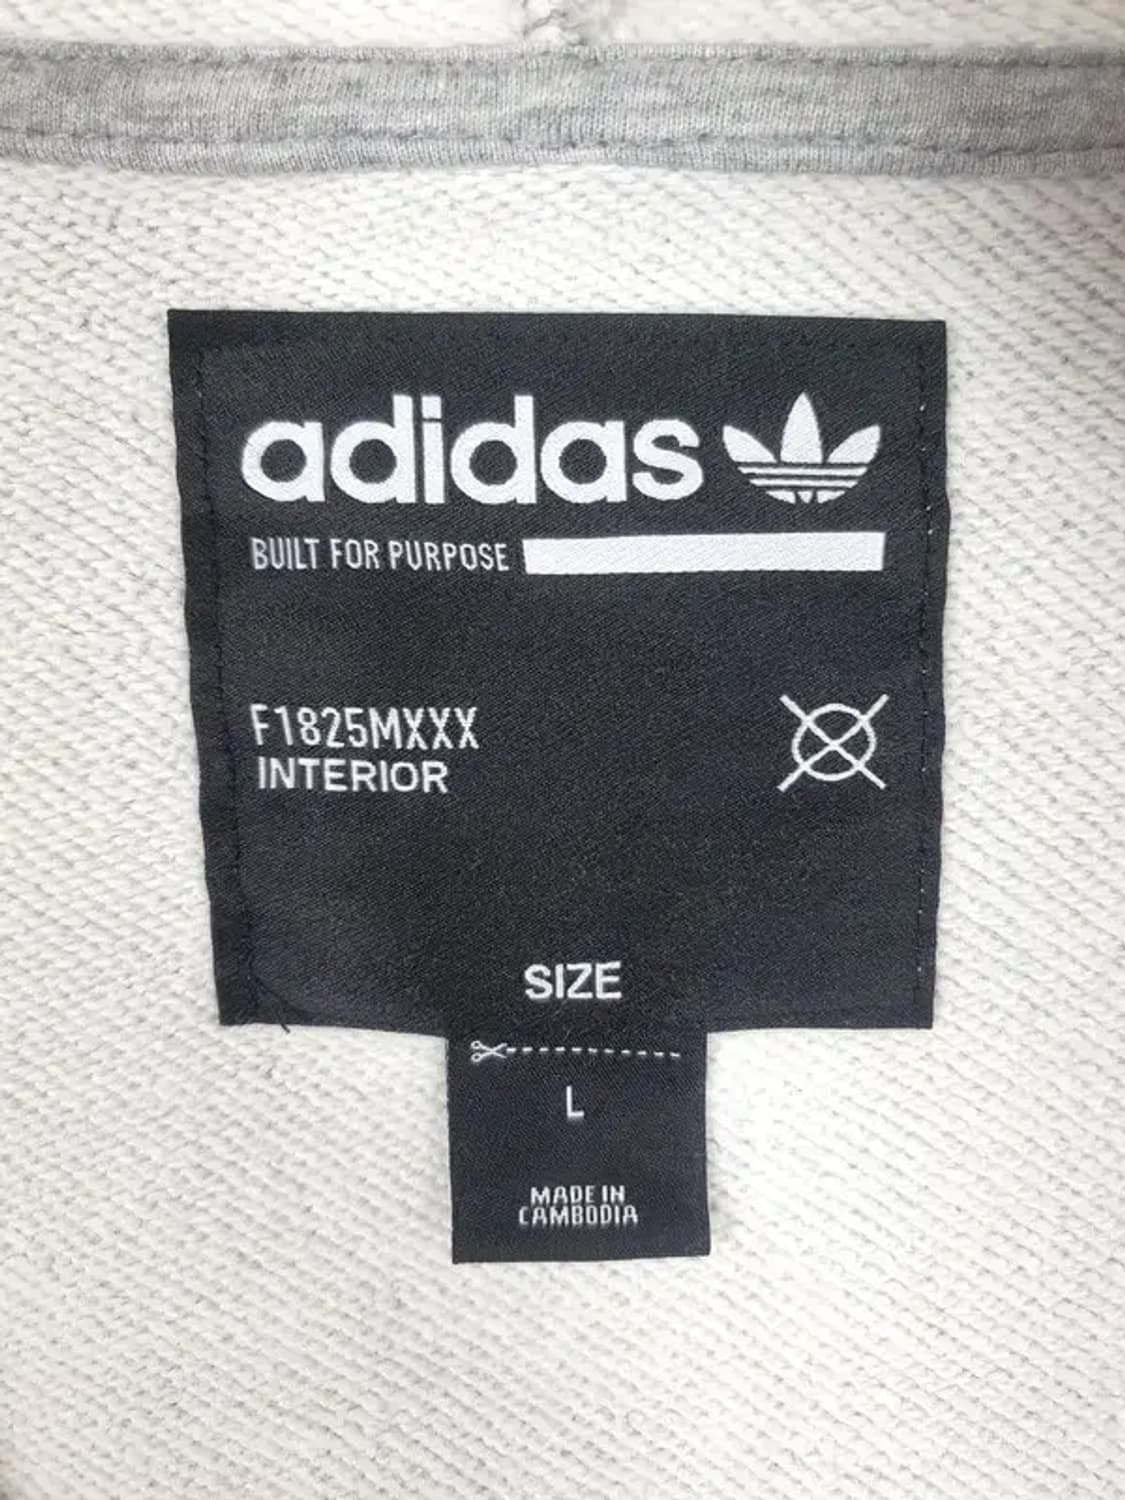 adidas
BUILT FOR PURPOSE
F1825MXXX
INTERIOR
SIZE
L
MADE IN
CAMBODIA